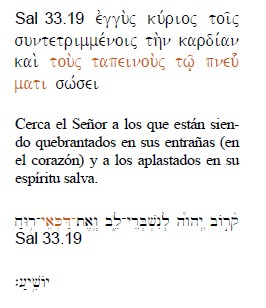 Sal 33.19 ἐγγὺς κύριος τοῖς
συντετριμμένοις τὴν καρδίαν
καὶ τοὺς ταπεινοὺς τῷ πνεύ
ματι σώσει
Cerca el Señor a los que están sien-
do quebrantados en sus entrañas (en
el corazón) y a los aplastados en su
espíritu salva.
קָר֣וֹב יְ֭הוָה לְנִשְׁבְּרֵי־לֵ֑ב וְֽאֶת־דַּכְּאֵי־ר֥וּחַ
Sal 33.19
יוֹשִֽׁיעַ׃